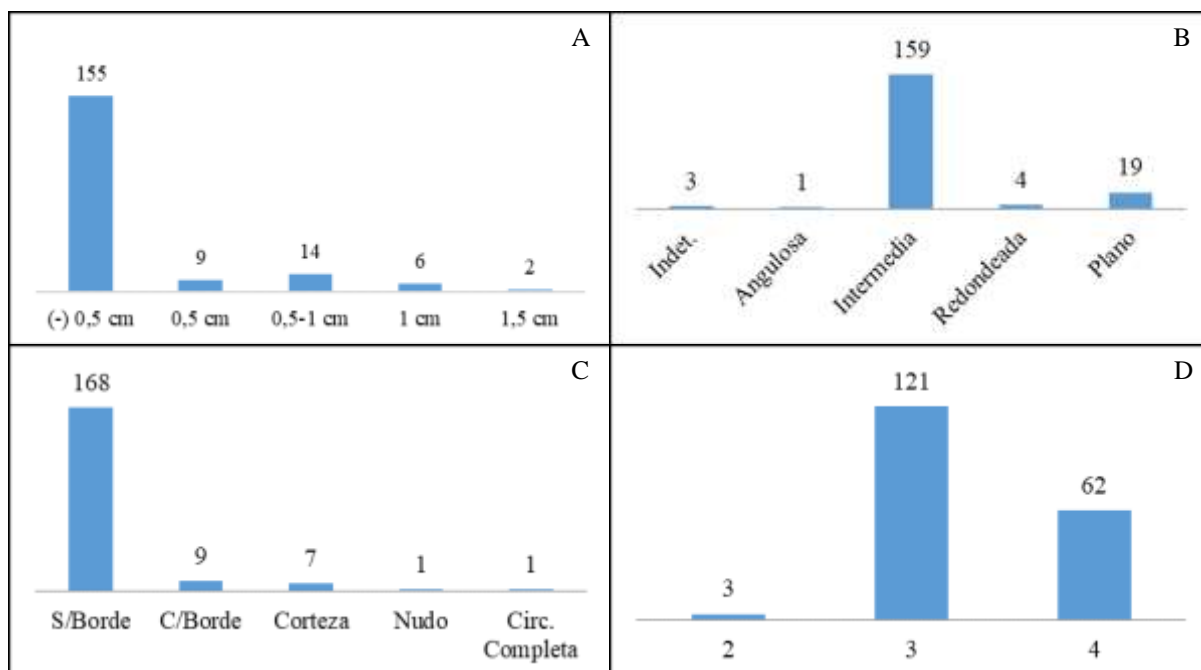 A
155
9
14
6
2
(-) 0,5 cm 0,5 cm 0,5-1 cm 1 cm 1,5 cm
B
159
3
1
4
19
Indet. Angulosa Intermedia Redondeada Plano
C
168
9
7
1
1
S/Borde C/Borde Corteza Nudo Circ.
Completa
D
121
62
3
2 3 4